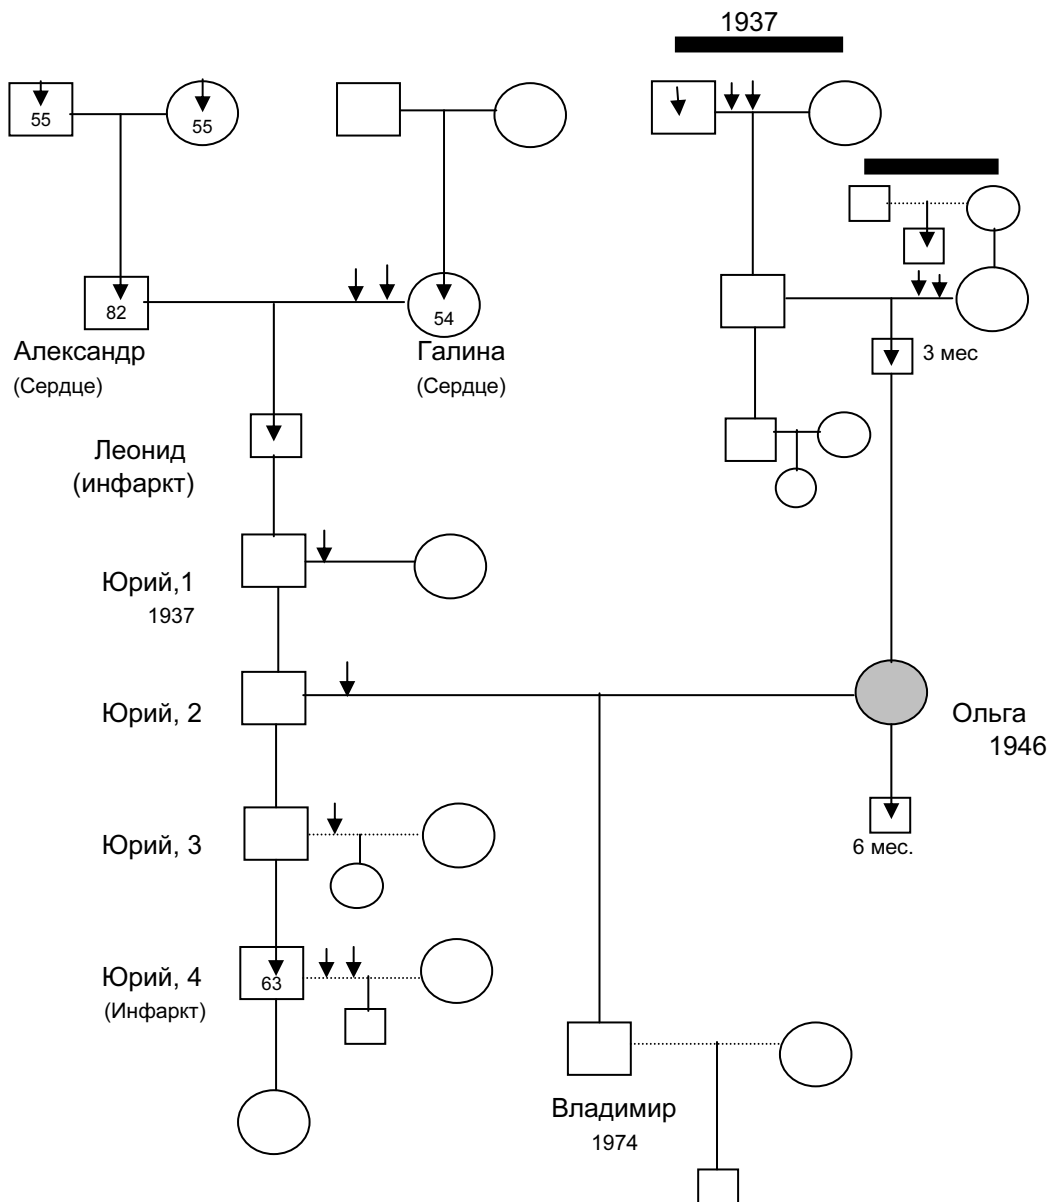 1937
55
55
82
54
Александр
(Сердце)
Галина
(Сердце)
3 мес
Леонид
(инфаркт)
Юрий,1
1937
Юрий, 2
Ольга
1946
Юрий, 3
6 мес.
Юрий, 4
(Инфаркт)
63
Владимир
1974